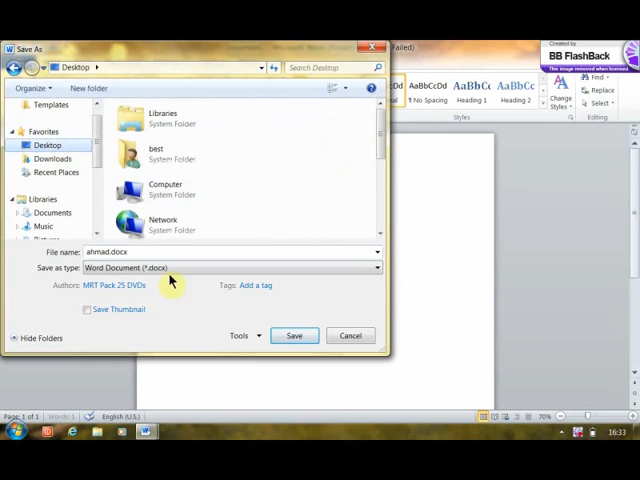 Created by
BB FlashBack
This image removed when licensed
Save As
Failed)
Desktop
Search Desktop
Organize
New folder
Templates
Favorites
Desktop
Downloads
Recent Places
Libraries
Documents
Music
Libraries
System Folder
best
System Folder
Computer
System Folder
Network
System Folder
File name:
ahmad.docx
Save as type:
Word Document (*.docx)
Authors:
MRT Pack 25 DVDs
Tags:
Add a tag
Save Thumbnail
Hide Folders
Tools
Save
Cancel
AaBbCcDd
AaBbCc
AaBbCc
¶ No Spacing
Heading 1
Heading 2
Change
Styles
Styles
Find
Replace
Select
Editing
Page: 1 of 1
Words: 1
English (U.S.)
70%
16:33